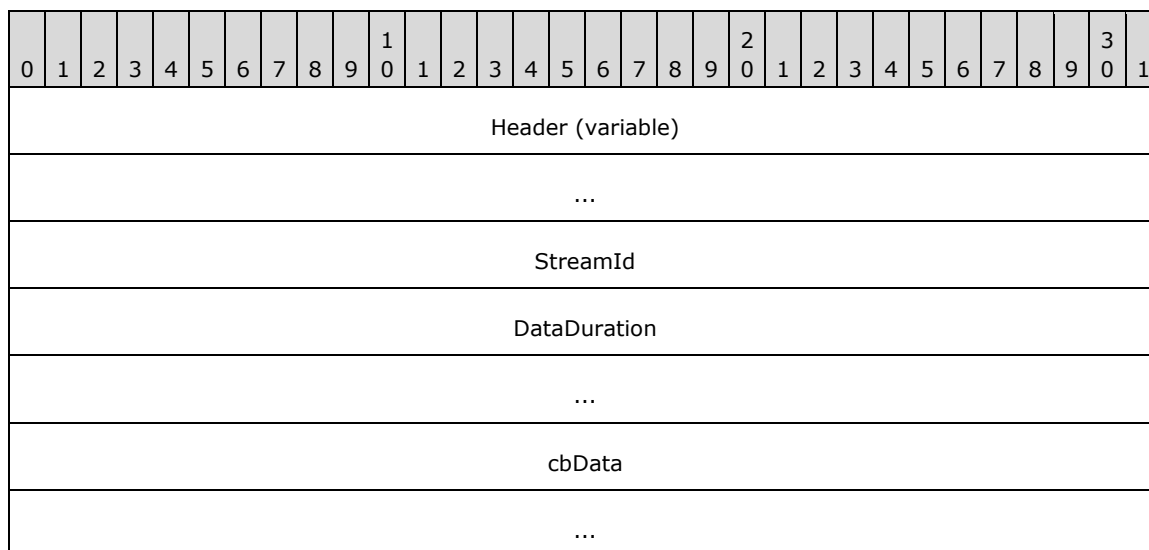 1 2 3
0 1 2 3 4 5 6 7 8 9 0 1 2 3 4 5 6 7 8 9 0 1 2 3 4 5 6 7 8 9 0 1
Header (variable)
...
StreamId
DataDuration
...
cbData
...